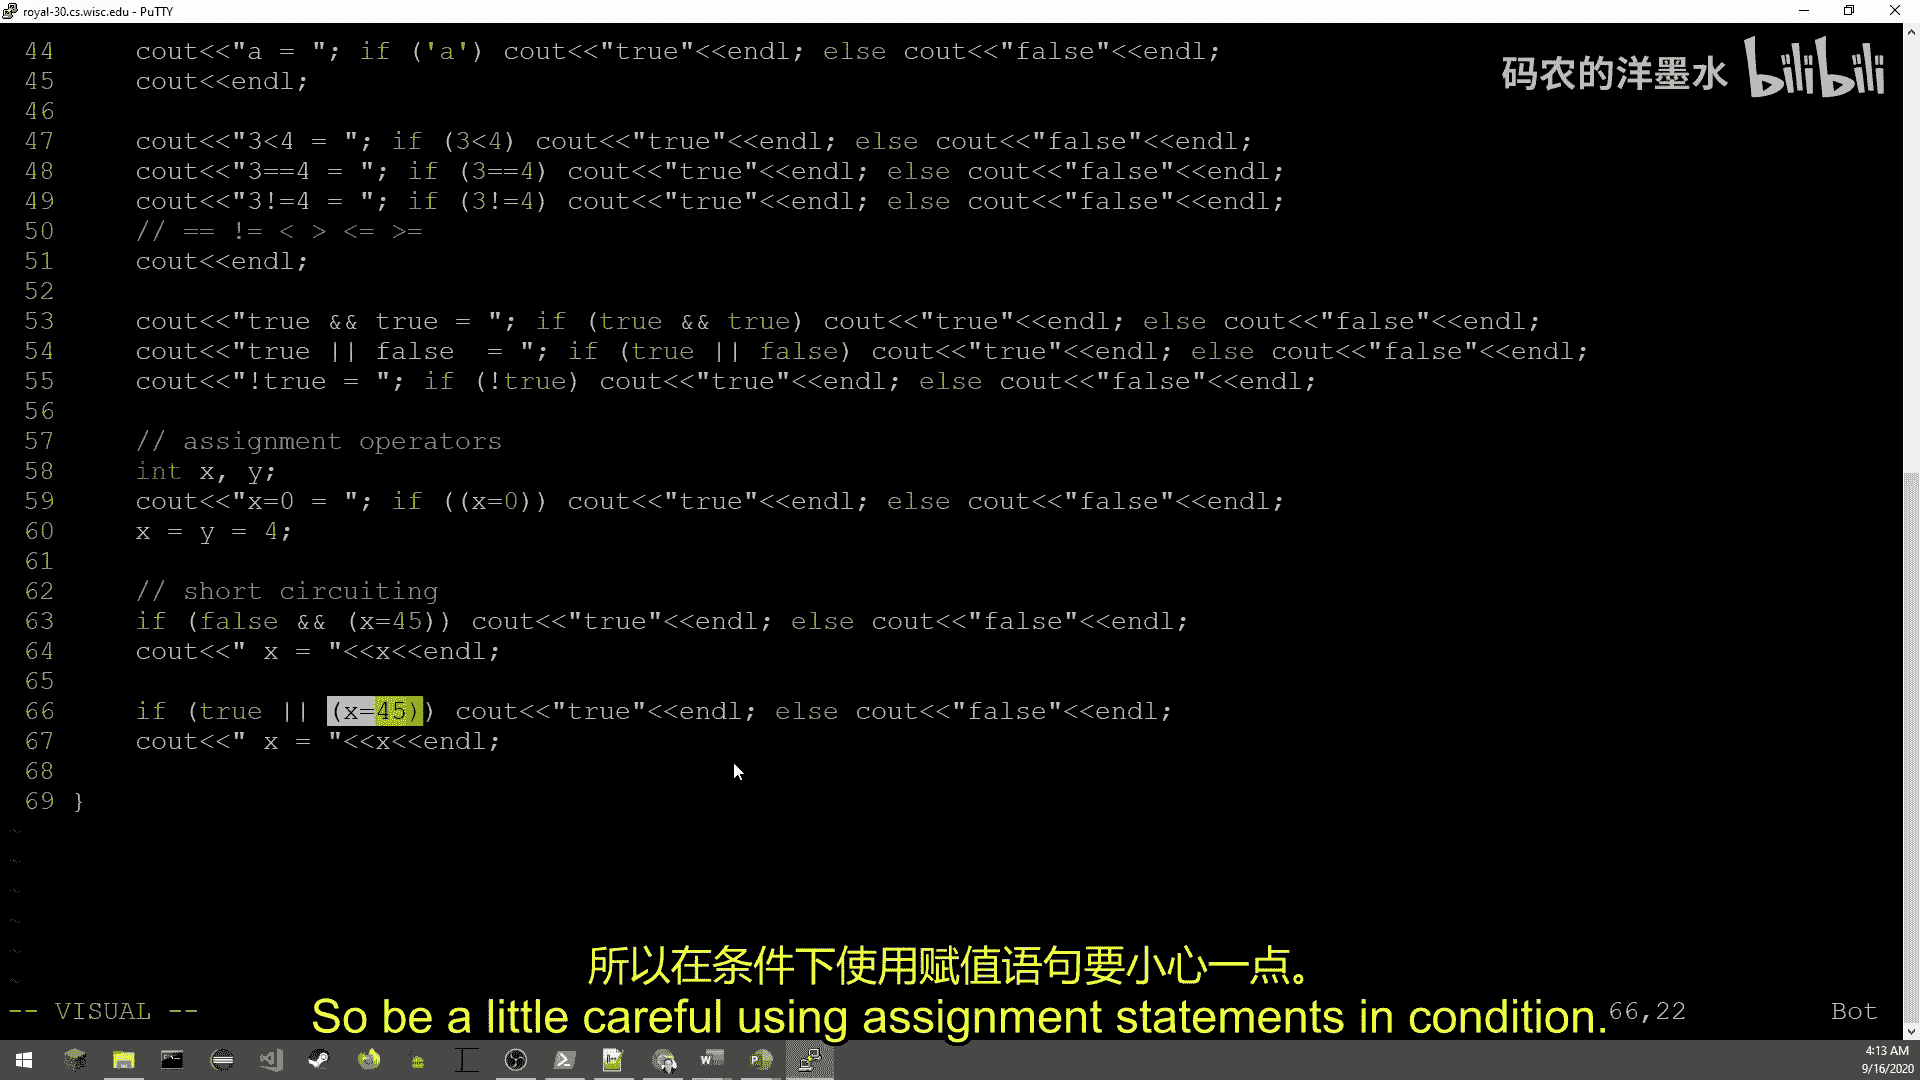 royal-30.cs.wisc.edu - PuTTY
码农的洋墨水 bilibili
44     cout<<"a = "; if ('a') cout<<"true"<<endl; else cout<<"false"<<endl;
45     cout<<endl;
46
47     cout<<"3<4 = "; if (3<4) cout<<"true"<<endl; else cout<<"false"<<endl;
48     cout<<"3==4 = "; if (3==4) cout<<"true"<<endl; else cout<<"false"<<endl;
49     cout<<"3!=4 = "; if (3!=4) cout<<"true"<<endl; else cout<<"false"<<endl;
50     // == != < > <= >=
51     cout<<endl;
52
53     cout<<"true && true = "; if (true && true) cout<<"true"<<endl; else cout<<"false"<<endl;
54     cout<<"true || false  = "; if (true || false) cout<<"true"<<endl; else cout<<"false"<<endl;
55     cout<<"!true = "; if (!true) cout<<"true"<<endl; else cout<<"false"<<endl;
56
57     // assignment operators
58     int x, y;
59     cout<<"x=0 = "; if ((x=0)) cout<<"true"<<endl; else cout<<"false"<<endl;
60     x = y = 4;
61
62     // short circuiting
63     if (false && (x=45)) cout<<"true"<<endl; else cout<<"false"<<endl;
64     cout<<" x = "<<x<<endl;
65
66     if (true || (x=45)) cout<<"true"<<endl; else cout<<"false"<<endl;
67     cout<<" x = "<<x<<endl;
68
69 }
~
~
~
~
~
~
所以在条件下使用赋值语句要小心一点。
So be a little careful using assignment statements in condition.
-- VISUAL -- 66,22 Bot
4:13 AM
9/16/2020